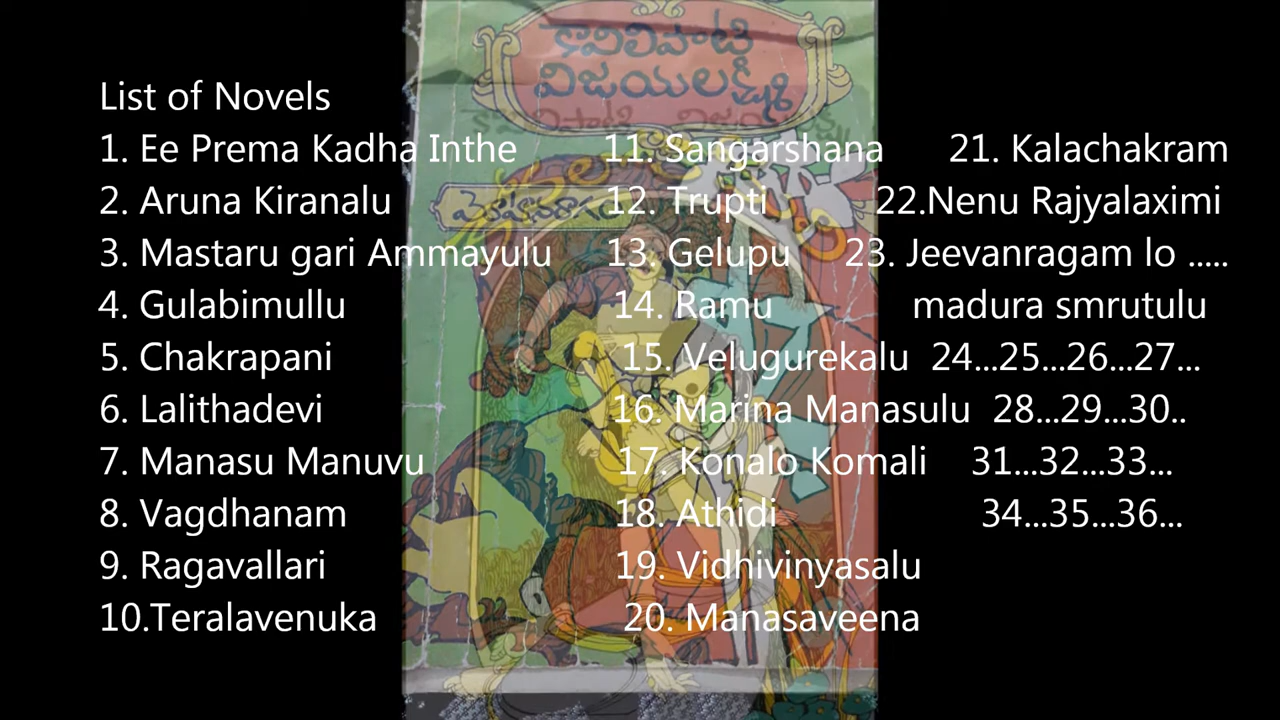 కావిలిపాటి
విజయలక్ష్మి
List of Novels
1. Ee Prema Kadha Inthe
2. Aruna Kiranalu
3. Mastaru gari Ammayulu
4. Gulabimullu
5. Chakrapani
6. Lalithadevi
7. Manasu Manuvu
8. Vagdhanam
9. Ragavallari
10.Teralavenuka
11. Sangarshana
12. Trupti
13. Gelupu
14. Ramu
15. Velugurekalu
16. Marina Manasulu
17. Konalo Komali
18. Athidi
19. Vidhivinyasalu
20. Manasaveena
21. Kalachakram
22.Nenu Rajyalaximi
23. Jeevanragam lo .....
madura smrutulu
24...25...26...27...
28...29...30..
31...32...33...
34...35...36...